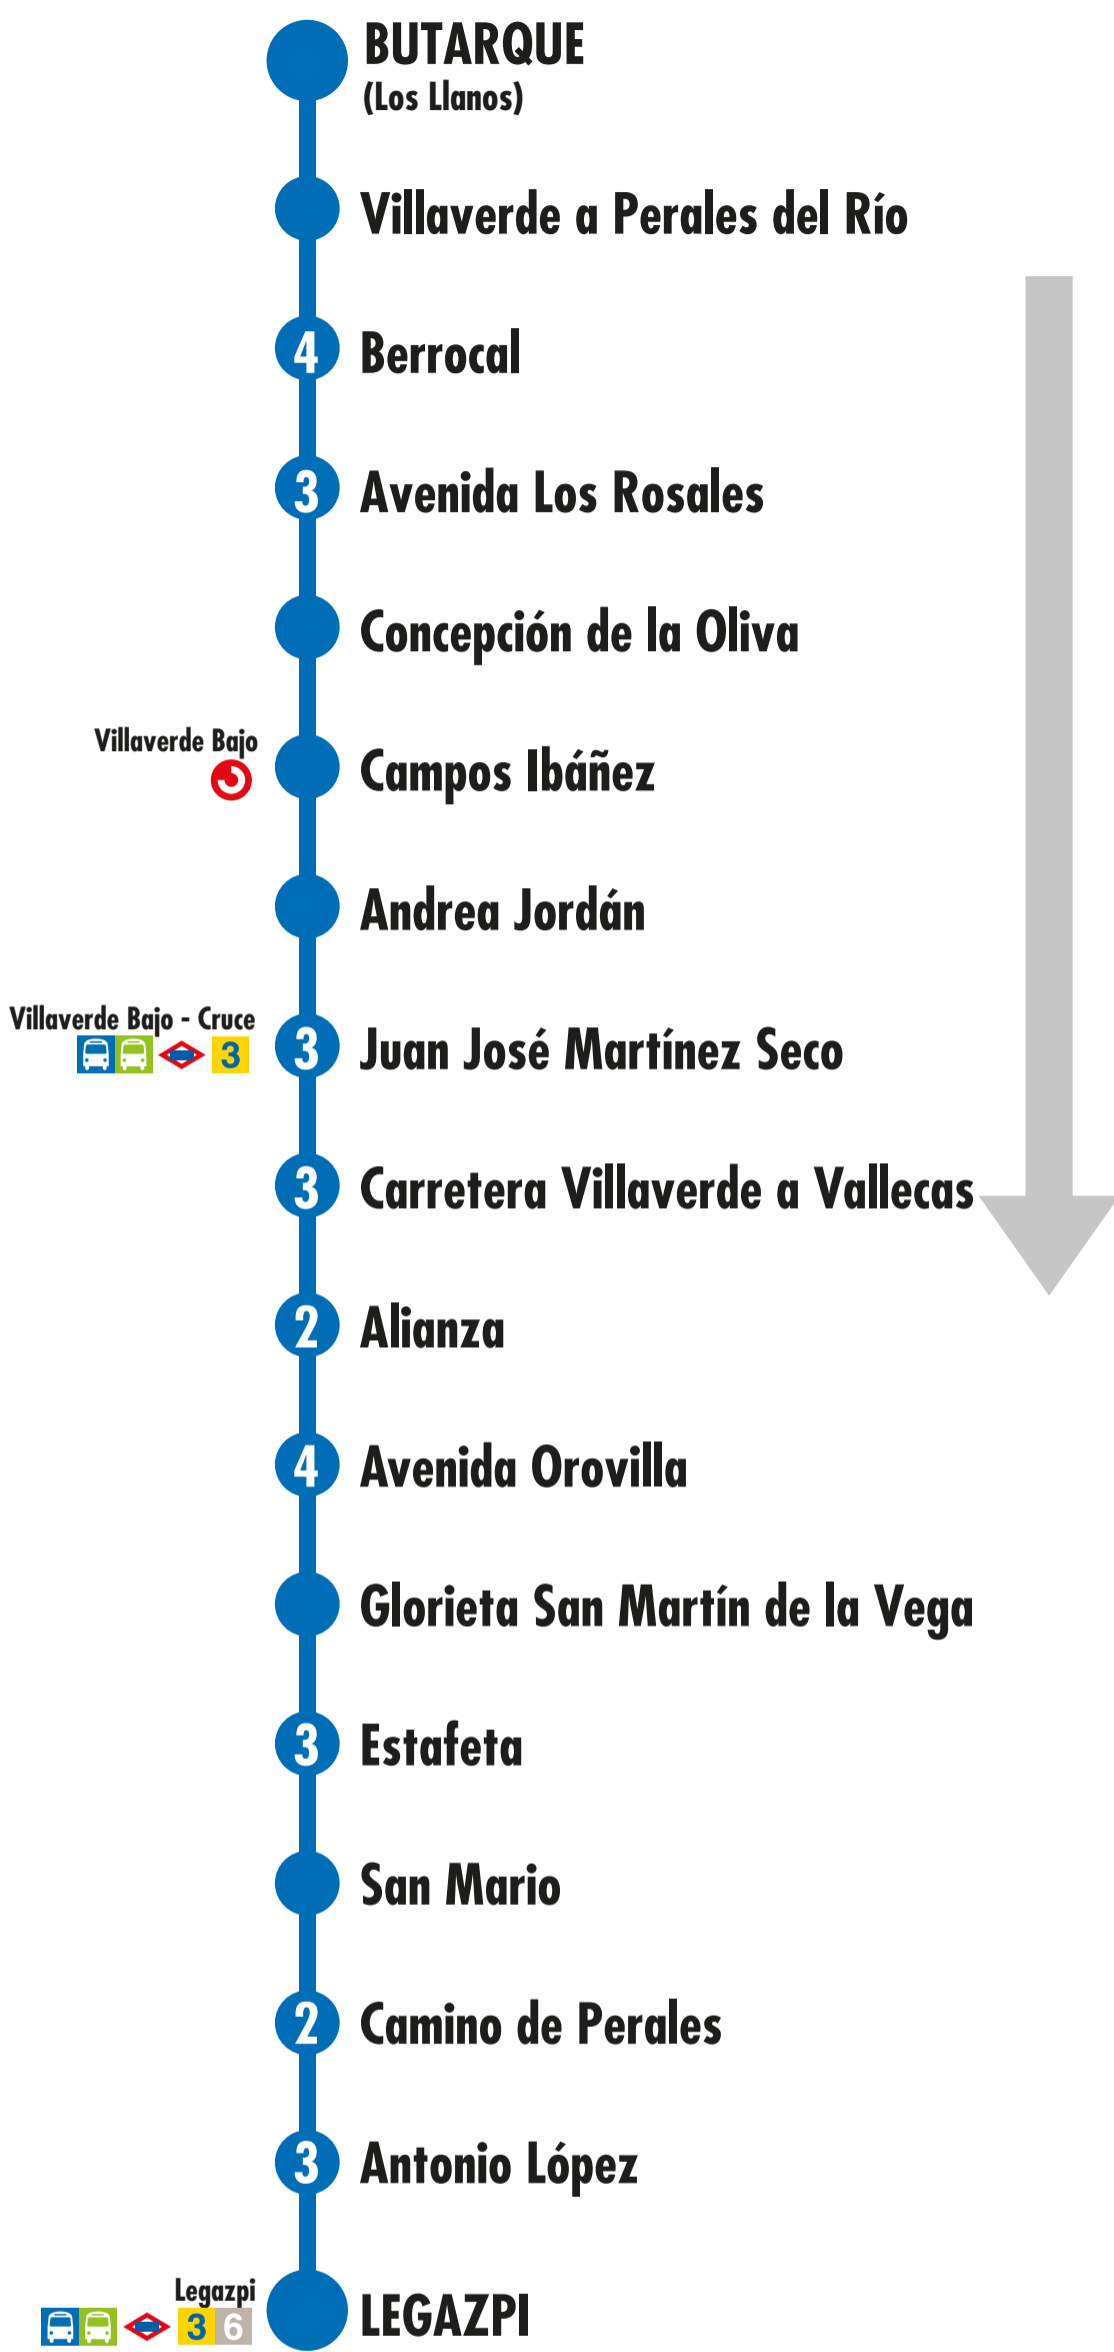 BUTARQUE
(Los Llanos)
Villaverde a Perales del Río
4 Berrocal
3 Avenida Los Rosales
Concepción de la Oliva
Villaverde Bajo
Campos Ibáñez
Andrea Jordán
Villaverde Bajo - Cruce
3 3 Juan José Martínez Seco
3 Carretera Villaverde a Vallecas
2 Alianza
4 Avenida Orovilla
Glorieta San Martín de la Vega
3 Estafeta
San Mario
2 Camino de Perales
3 Antonio López
Legazpi
3 6 LEGAZPI